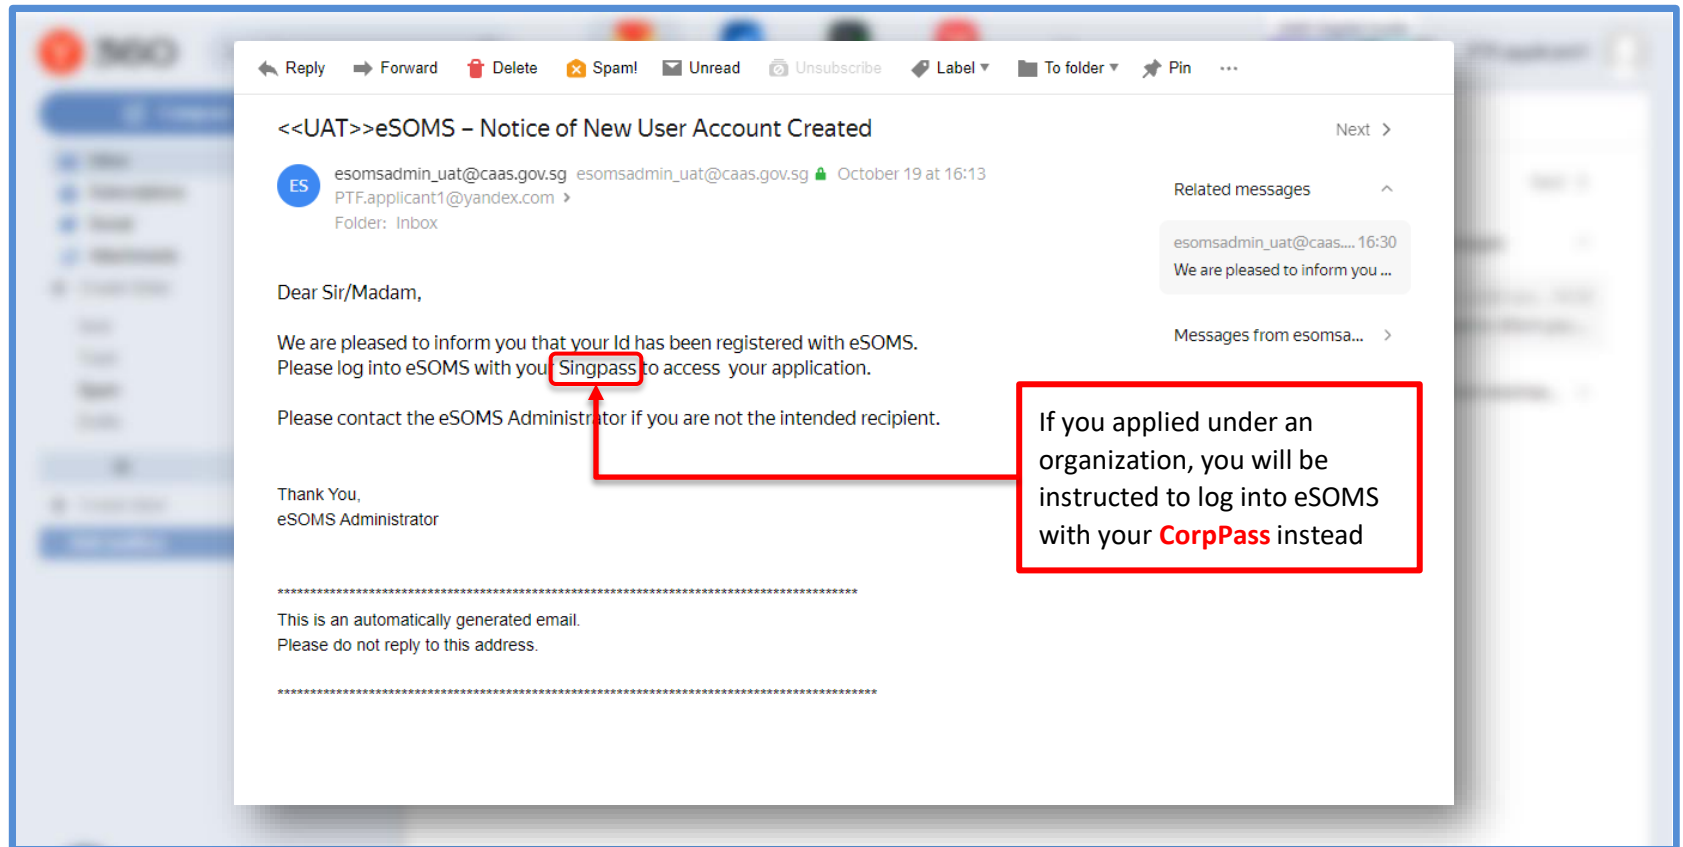 360
Reply Forward Delete Spam! Unread Unsubscribe Label To folder Pin ...
<<UAT>>eSOMS – Notice of New User Account Created
Next >
ES
esomsadmin_uat@caas.gov.sg esomsadmin_uat@caas.gov.sg October 19 at 16:13
PTF.applicant1@yandex.com >
Folder: Inbox
Related messages
esomsadmin_uat@caas.... 16:30
We are pleased to inform you ...
Messages from esomsa... >
Dear Sir/Madam,
We are pleased to inform you that your Id has been registered with eSOMS.
Please log into eSOMS with your Singpass to access your application.
Please contact the eSOMS Administrator if you are not the intended recipient.
If you applied under an
organization, you will be
instructed to log into eSOMS
with your CorpPass instead
Thank You,
eSOMS Administrator
*****************************************************************************************
This is an automatically generated email.
Please do not reply to this address.
********************************************************************************************